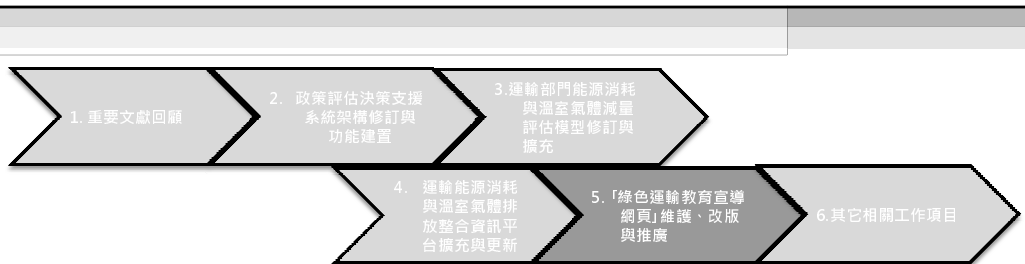 1. 重要文獻回顧
2. 政策評估決策支援
系統架構修訂與
功能建置
3.運輸部門能源消耗
與溫室氣體減量
評估模型修訂與
擴充
4. 運輸能源消耗
與溫室氣體排
放整合資訊平
台擴充與更新
5.「綠色運輸教育宣導
網頁」維護、改版
與推廣
6.其它相關工作項目